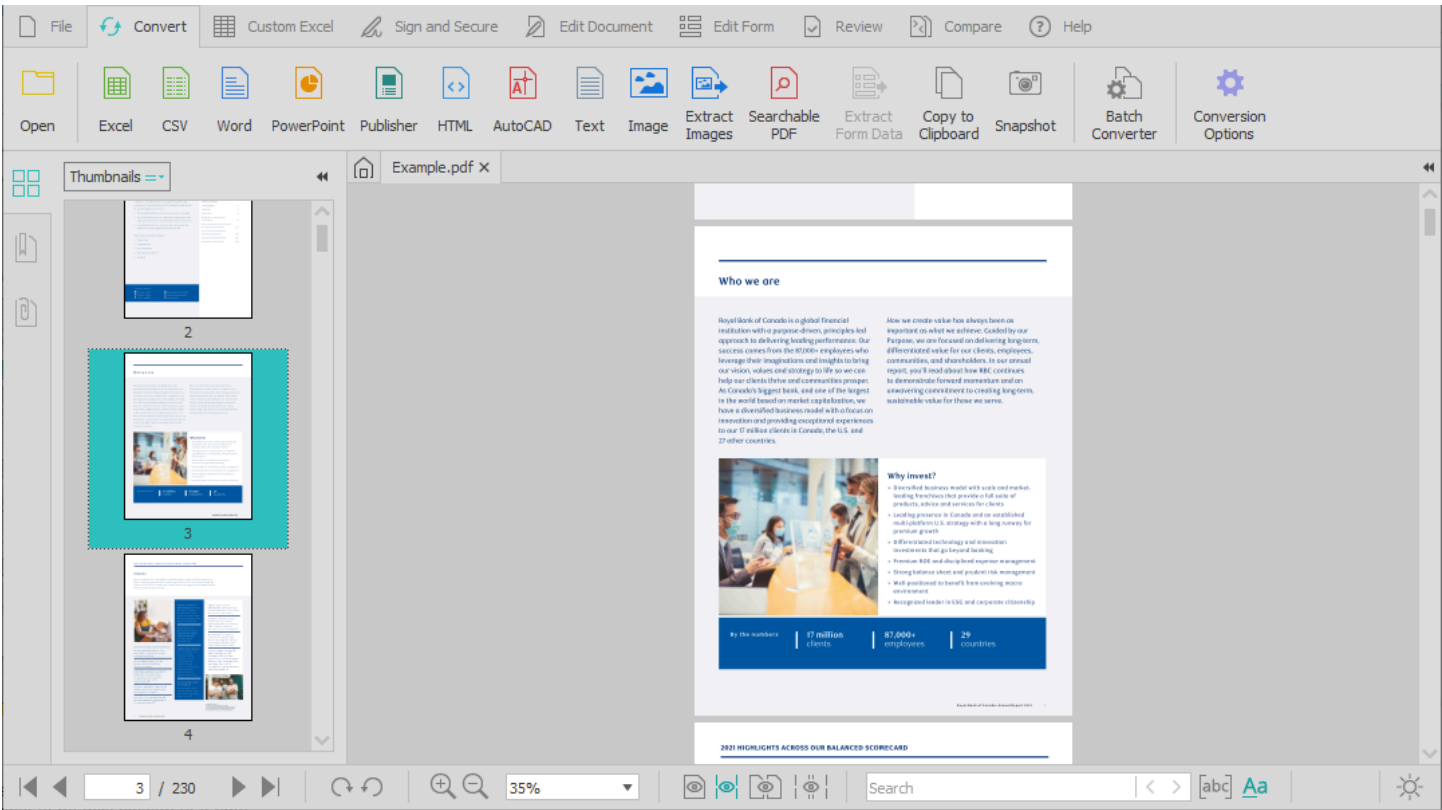 File
Convert
Custom Excel
Sign and Secure
Edit Document
Edit Form
Review
Compare
Help
Open
Excel
CSV
Word
PowerPoint
Publisher
HTML
AutoCAD
Text
Image
Extract
Images
Searchable
PDF
Extract
Form Data
Copy to
Clipboard
Snapshot
Batch
Converter
Conversion
Options
Thumbnails
Example.pdf
2
3
4
Who we are
Royal Bank of Canada is a global financial
institution with a purpose-driven, principles-led
approach to delivering leading performance. Our
success comes from the 87,000+ employees who
leverage their imaginations and insights to bring
our vision, values and strategy to life so we can
help our clients thrive and communities prosper.
As Canada's biggest bank, and one of the largest
in the world based on market capitalization, we
have a diversified business model with a focus on
innovation and providing exceptional experiences
to our 17 million clients in Canada, the U.S. and
27 other countries.
How we create value has always been as
important as what we achieve. Guided by our
Purpose, we are focused on delivering long-term,
differentiated value for our clients, employees,
communities, and shareholders. In our annual
report, you'll read about how RBC continues
to demonstrate forward momentum and an
unwavering commitment to creating long-term,
sustainable value for those we serve.
Why invest?
Diversified business model with scale and market-
leading franchises that provide a full suite of
products, advice and services for clients
Leading presence in Canada and an established
multi-platform U.S. strategy with a long runway for
premium growth
Differentiated technology and innovation
investments that go beyond banking
Premium ROE and disciplined expense management
Strong balance sheet and prudent risk management
Well-positioned to benefit from evolving macro
environment
Recognized leader in ESG and corporate citizenship
By the numbers
17 million
clients
87,000+
employees
29
countries
Royal Bank of Canada: Annual Report 2021
2021 HIGHLIGHTS ACROSS OUR BALANCED SCORECARD
3 / 230
35%
Search
[abc]
Aa